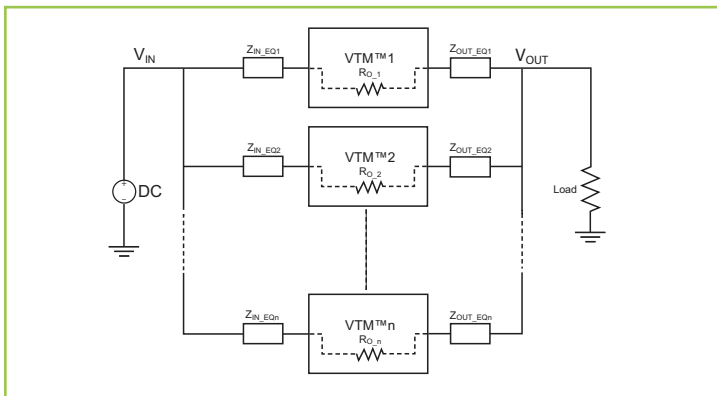 V_IN
Z_IN_EQ1
VTM™1
R_O_1
Z_OUT_EQ1
V_OUT
Z_IN_EQ2
VTM™2
R_O_2
Z_OUT_EQ2
+
DC
−
Load
Z_IN_EQn
VTM™n
R_O_n
Z_OUT_EQn